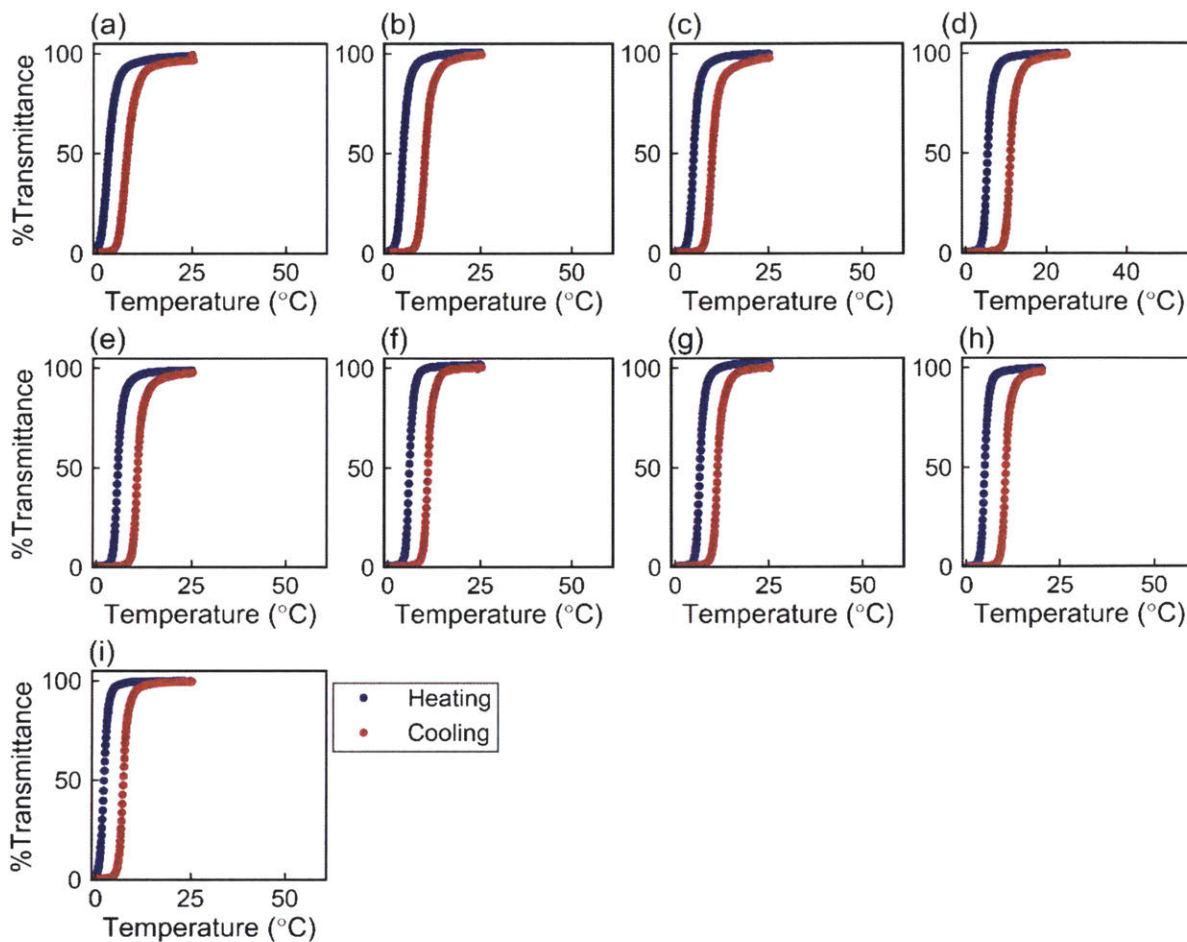 (a) (b) (c) (d)
%Transmittance
100 100 100 100
50 50 50 50
0 0 0 0
0 25 50 0 25 50 0 25 50 0 20 40
Temperature (°C) Temperature (°C) Temperature (°C) Temperature (°C)
(e) (f) (g) (h)
%Transmittance
100 100 100 100
50 50 50 50
0 0 0 0
0 25 50 0 25 50 0 25 50 0 25 50
Temperature (°C) Temperature (°C) Temperature (°C) Temperature (°C)
(i)
%Transmittance
100
50
0
0 25 50
Temperature (°C)
Heating
Cooling